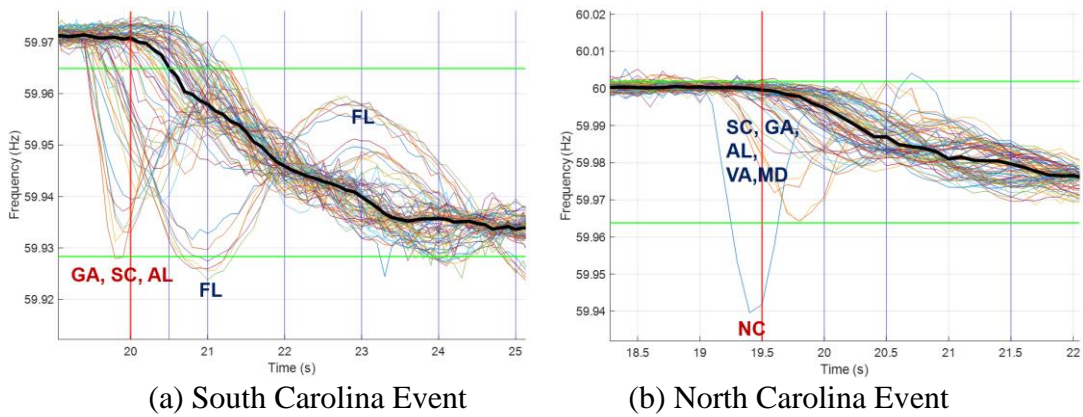 59.97
59.96
59.95
59.94
59.93
59.92
Frequency (Hz)
FL
GA, SC, AL
FL
20
21
22
23
24
25
Time (s)
(a) South Carolina Event
60.02
60.01
60
59.99
59.98
59.97
59.96
59.95
59.94
Frequency (Hz)
SC, GA,
AL,
VA,MD
NC
18.5
19
19.5
20
20.5
21
21.5
22
Time (s)
(b) North Carolina Event